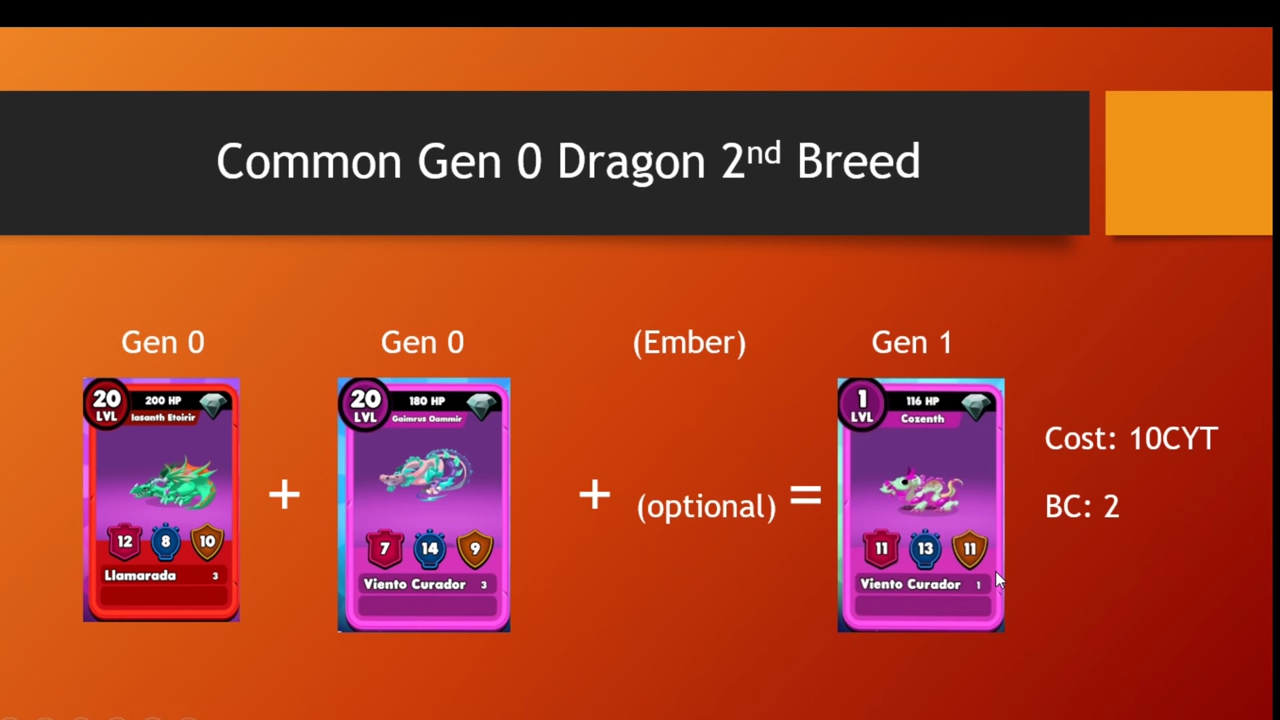 Common Gen 0 Dragon 2nd Breed
Gen 0
Gen 0
(Ember)
Gen 1
20
LVL
200 HP
Iasanth Etoirir
12
8
10
Llamarada 3
+
20
LVL
180 HP
Gaimrus Oammir
7
14
9
Viento Curador 3
+
(optional)
=
1
LVL
116 HP
Cozenth
11
13
11
Viento Curador 1
Cost: 10CYT
BC: 2